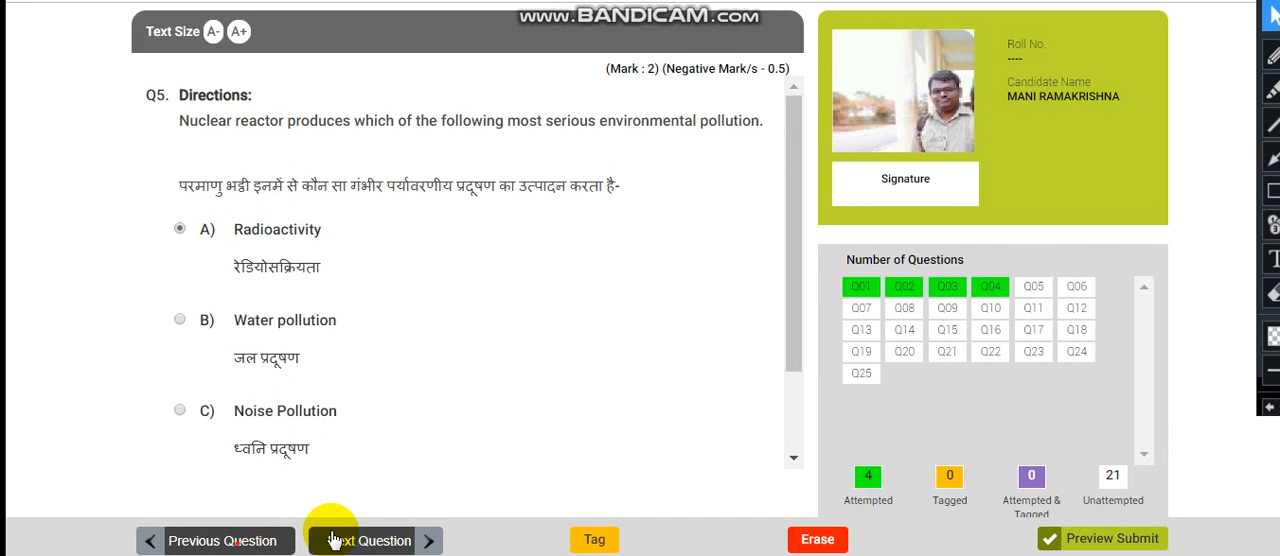 www.BANDICAM.com
Text Size A- A+
(Mark : 2) (Negative Mark/s - 0.5)
Q5. Directions:
Nuclear reactor produces which of the following most serious environmental pollution.
परमाणु भट्टी इनमें से कौन सा गंभीर पर्यावरणीय प्रदूषण का उत्पादन करता है-
A) Radioactivity
रेडियोसक्रियता
B) Water pollution
जल प्रदूषण
C) Noise Pollution
ध्वनि प्रदूषण
Previous Question
Next Question
Tag
Erase
Roll No.
----
Candidate Name
MANI RAMAKRISHNA
Signature
Number of Questions
Q01 Q02 Q03 Q04 Q05 Q06
Q07 Q08 Q09 Q10 Q11 Q12
Q13 Q14 Q15 Q16 Q17 Q18
Q19 Q20 Q21 Q22 Q23 Q24
Q25
4 0 0 21
Attempted Tagged Attempted & Unattempted
Tagged
Preview Submit